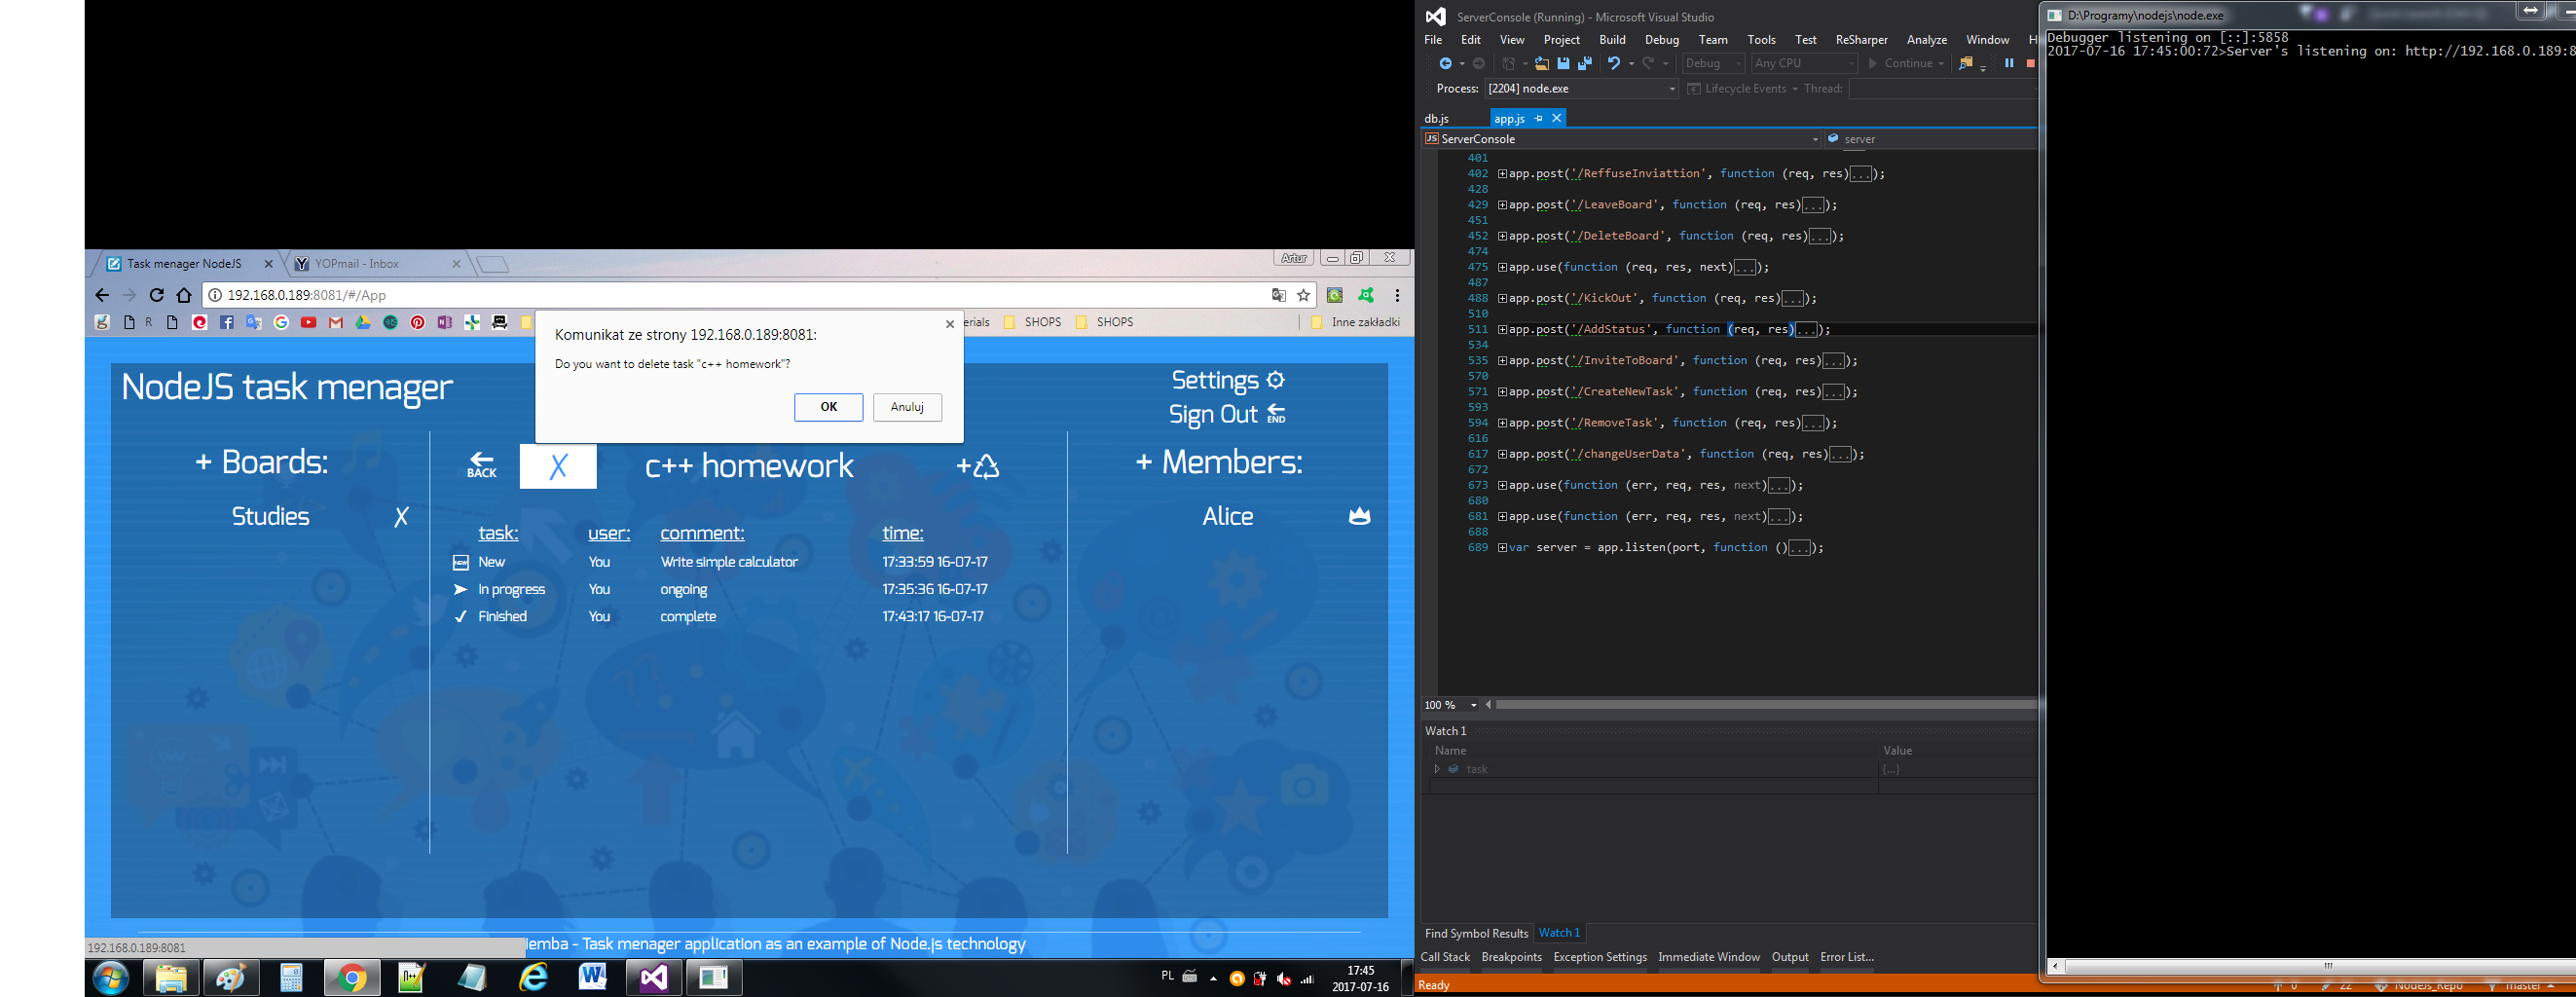 Task menager NodeJS
YOPmail - Inbox
Artur
192.168.0.189:8081/#/App
R
SHOPS
SHOPS
Inne zakładki
Komunikat ze strony 192.168.0.189:8081:
Do you want to delete task "c++ homework"?
OK
Anuluj
NodeJS task menager
Settings
Sign Out
END
+ Boards:
BACK
X
c++ homework
+
+ Members:
Studies
X
Alice
task: user: comment: time:
New You Write simple calculator 17:33:59 16-07-17
In progress You ongoing 17:35:36 16-07-17
Finished You complete 17:43:17 16-07-17
192.168.0.189:8081
- Task menager application as an example of Node.js technology
PL
17:45
2017-07-16
ServerConsole (Running) - Microsoft Visual Studio
File Edit View Project Build Debug Team Tools Test ReSharper Analyze Window
Debug Any CPU Continue
Process: [2204] node.exe Lifecycle Events Thread:
db.js app.js
ServerConsole server
401
402 app.post('/ReffuseInviattion', function (req, res)...);
428
429 app.post('/LeaveBoard', function (req, res)...);
451
452 app.post('/DeleteBoard', function (req, res)...);
474
475 app.use(function (req, res, next)...);
487
488 app.post('/KickOut', function (req, res)...);
510
511 app.post('/AddStatus', function (req, res)...);
534
535 app.post('/InviteToBoard', function (req, res)...);
570
571 app.post('/CreateNewTask', function (req, res)...);
593
594 app.post('/RemoveTask', function (req, res)...);
616
617 app.post('/changeUserData', function (req, res)...);
672
673 app.use(function (err, req, res, next)...);
680
681 app.use(function (err, req, res, next)...);
688
689 var server = app.listen(port, function ()...);
100 %
Watch 1
Name Value
task {...}
Find Symbol Results Watch 1
Call Stack Breakpoints Exception Settings Immediate Window Output Error List...
Ready
0 22 NodeJS_Repo master
D:\Programy\nodejs\node.exe
Debugger listening on [::]:5858
2017-07-16 17:45:00:72>Server's listening on: http://192.168.0.189:8